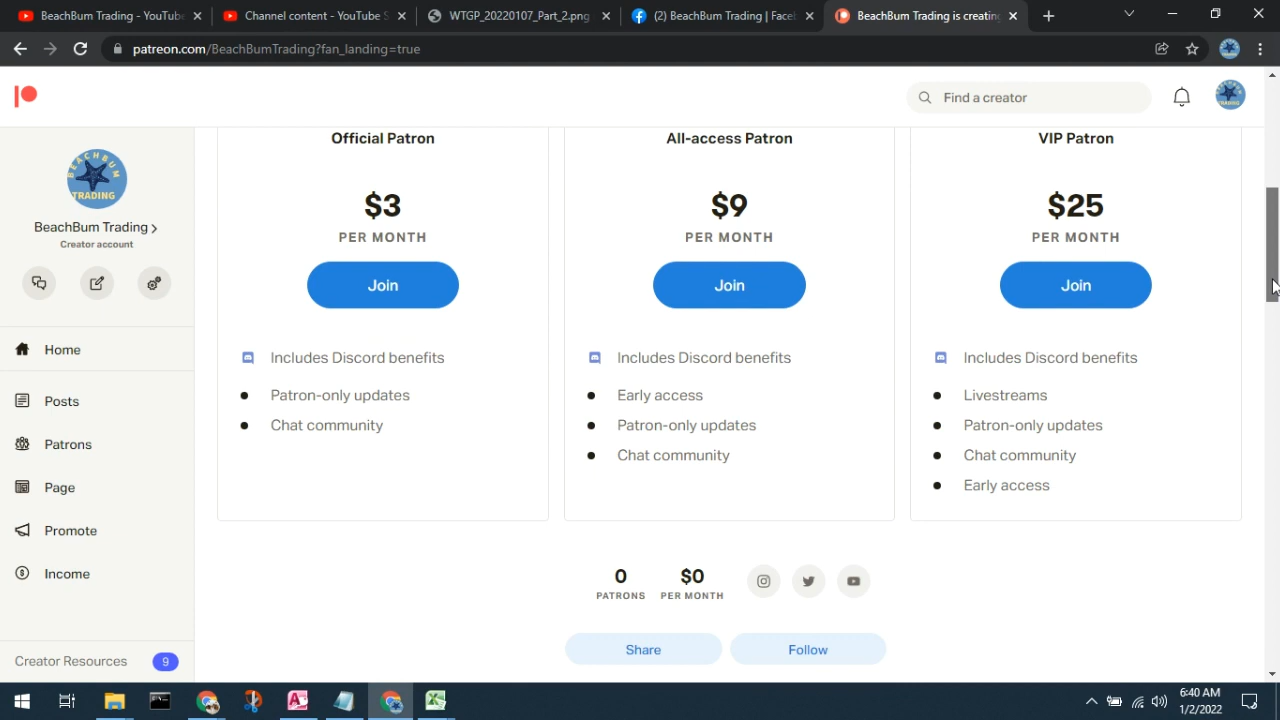 BeachBum Trading - YouTube
Channel content - YouTube S
WTGP_20220107_Part_2.png
(2) BeachBum Trading | Faceb
BeachBum Trading is creating
patreon.com/BeachBumTrading?fan_landing=true
Find a creator
BEACHBUM
TRADING
BeachBum Trading
Creator account
Home
Posts
Patrons
Page
Promote
Income
Creator Resources
9
Official Patron
$3
PER MONTH
Join
Includes Discord benefits
Patron-only updates
Chat community
All-access Patron
$9
PER MONTH
Join
Includes Discord benefits
Early access
Patron-only updates
Chat community
VIP Patron
$25
PER MONTH
Join
Includes Discord benefits
Livestreams
Patron-only updates
Chat community
Early access
0
PATRONS
$0
PER MONTH
Share
Follow
6:40 AM
1/2/2022